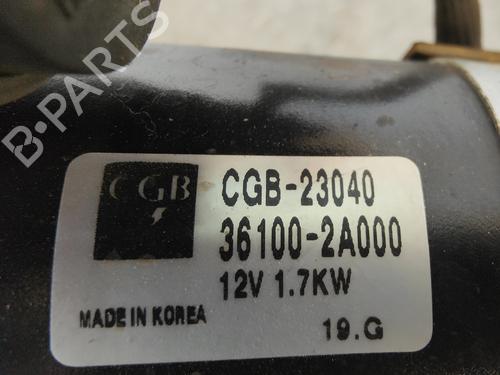 B-PARTS
CGB
CGB-23040
36100-2A000
12V 1.7KW
MADE IN KOREA
19.G